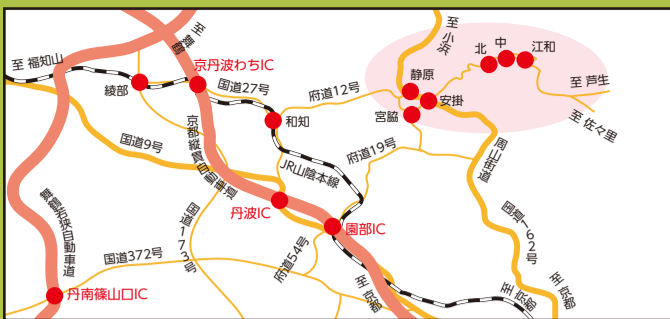 至 舞鶴
至 小浜
至 福知山
京丹波わちIC
綾部
国道27号
府道12号
北
中
江和
静原
安掛
宮脇
至 芦生
至 佐々里
和知
国道9号
京都縦貫自動車道
JR山陰本線
府道19号
周山街道
丹波IC
園部IC
国道173号
国道162号
舞鶴若狭自動車道
国道372号
府道54号
丹南篠山口IC
至 京都
至 京都
至 京都